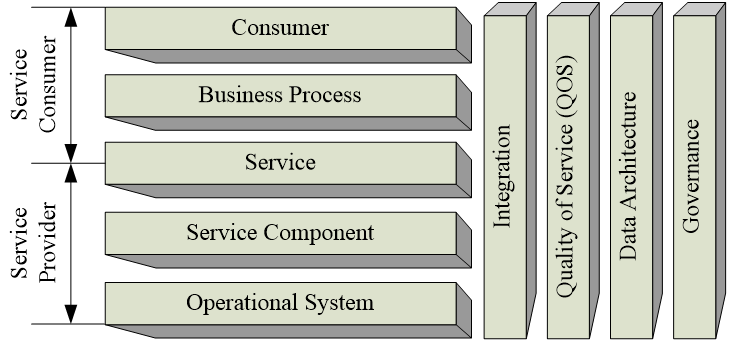 Service
Consumer
Service
Provider
Consumer
Business Process
Service
Service Component
Operational System
Integration
Quality of Service (QOS)
Data Architecture
Governance